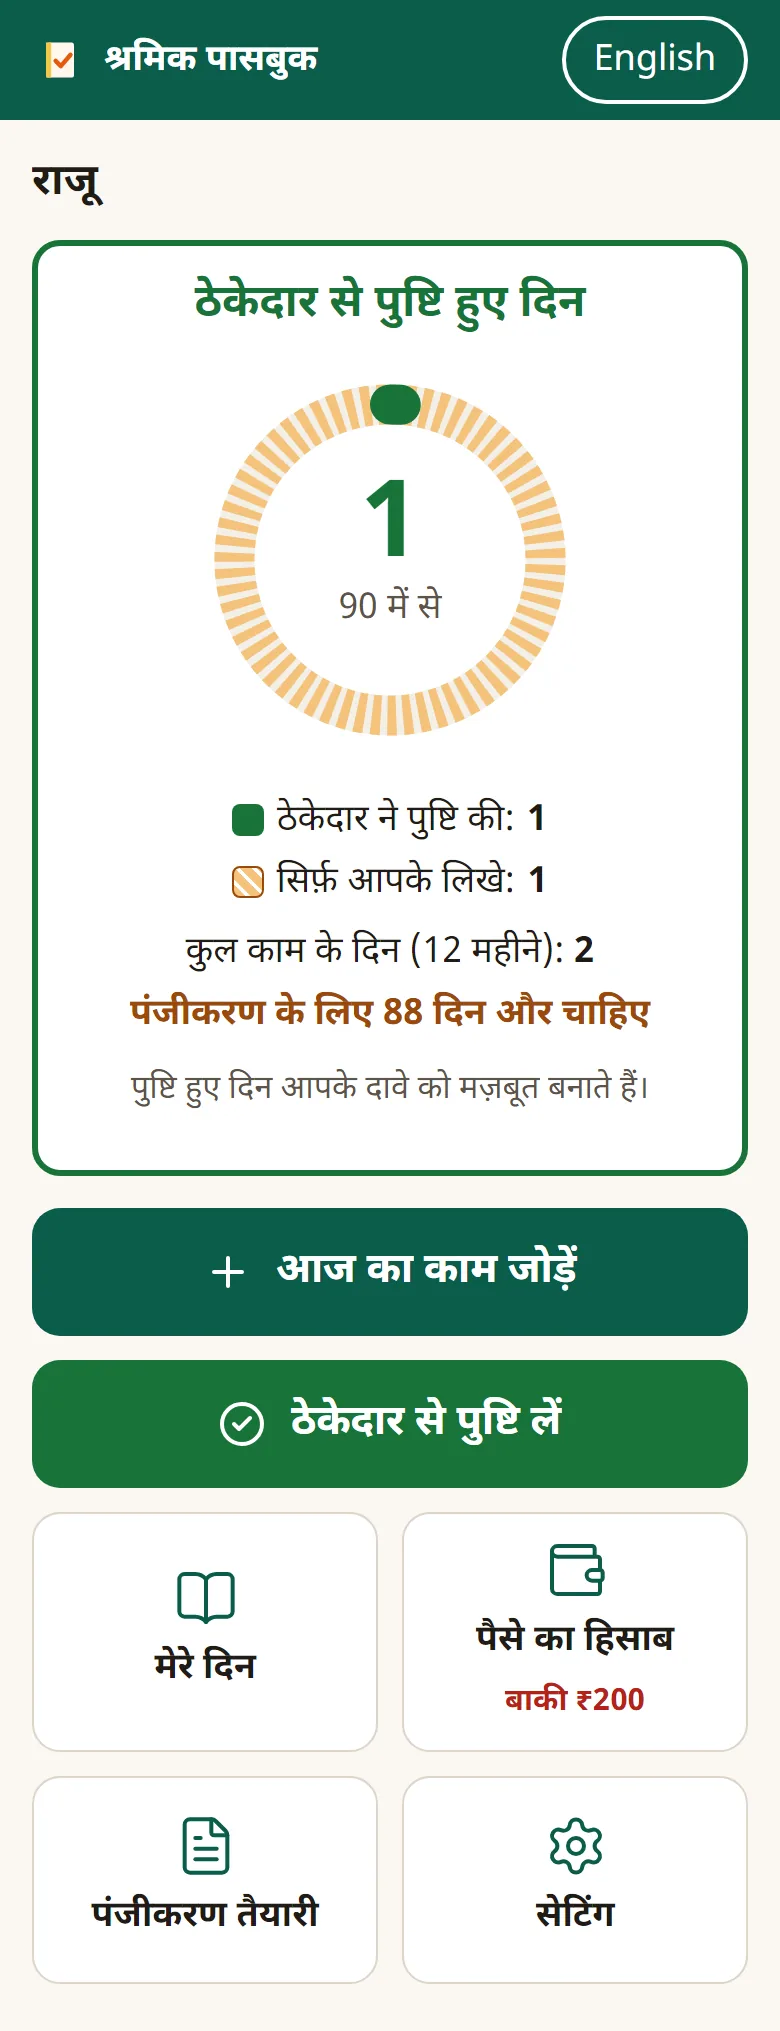 श्रमिक पासबुक
English
राजू
ठेकेदार से पुष्टि हुए दिन
1
90 में से
ठेकेदार ने पुष्टि की: 1
सिर्फ़ आपके लिखे: 1
कुल काम के दिन (12 महीने): 2
पंजीकरण के लिए 88 दिन और चाहिए
पुष्टि हुए दिन आपके दावे को मज़बूत बनाते हैं।
आज का काम जोड़ें
ठेकेदार से पुष्टि लें
मेरे दिन
पैसे का हिसाब
बाकी ₹200
पंजीकरण तैयारी
सेटिंग